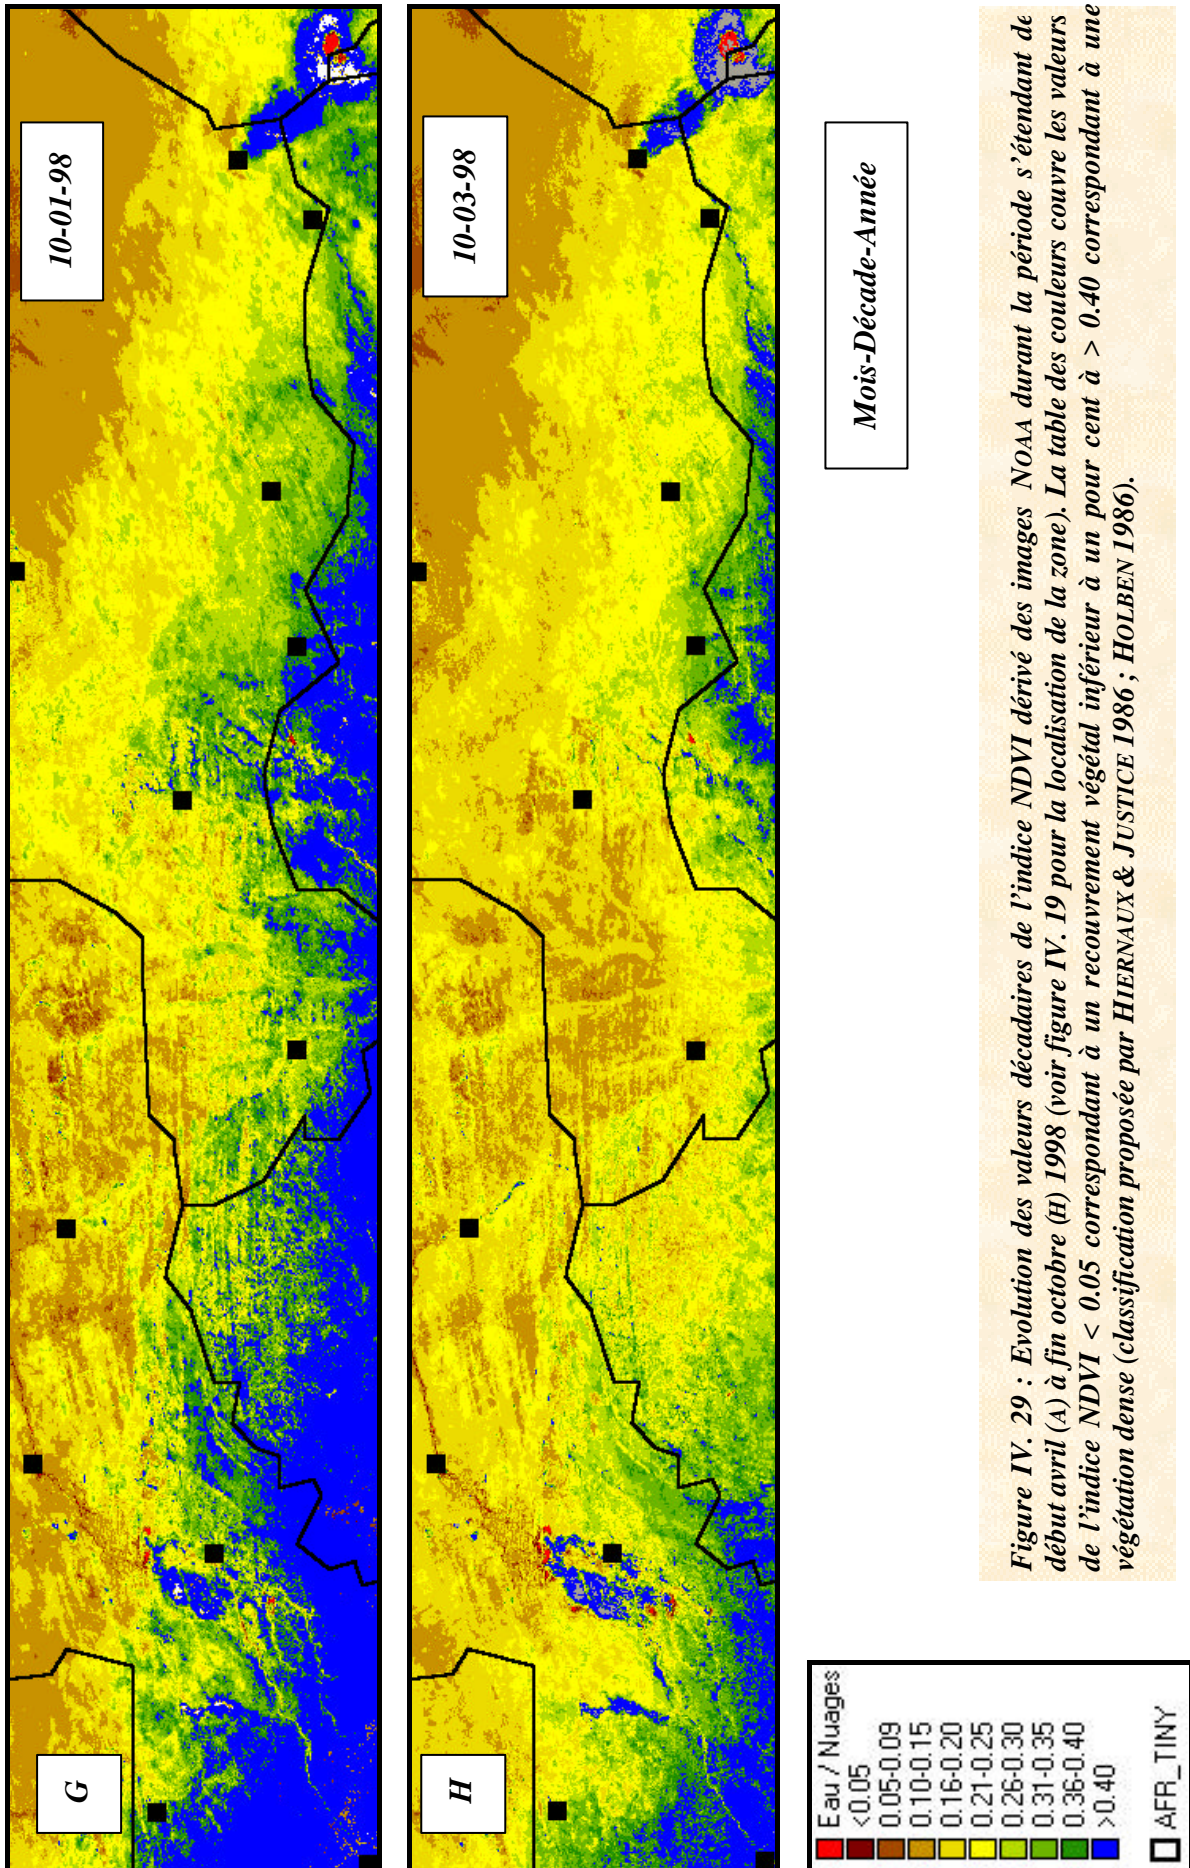 G
10-01-98
H
10-03-98
Mois-Décade-Année
Eau / Nuages
<0.05
0.05-0.09
0.10-0.15
0.16-0.20
0.21-0.25
0.26-0.30
0.31-0.35
0.36-0.40
>0.40
AFR_TINY
Figure IV. 29 : Evolution des valeurs décadaires de l'indice NDVI dérivé des images NOAA durant la période s'étendant de
début avril (A) à fin octobre (H) 1998 (voir figure IV. 19 pour la localisation de la zone). La table des couleurs couvre les valeurs
de l'indice NDVI < 0.05 correspondant à un recouvrement végétal inférieur à un pour cent à > 0.40 correspondant à une
végétation dense (classification proposée par HIERNAUX & JUSTICE 1986 ; HOLBEN 1986).